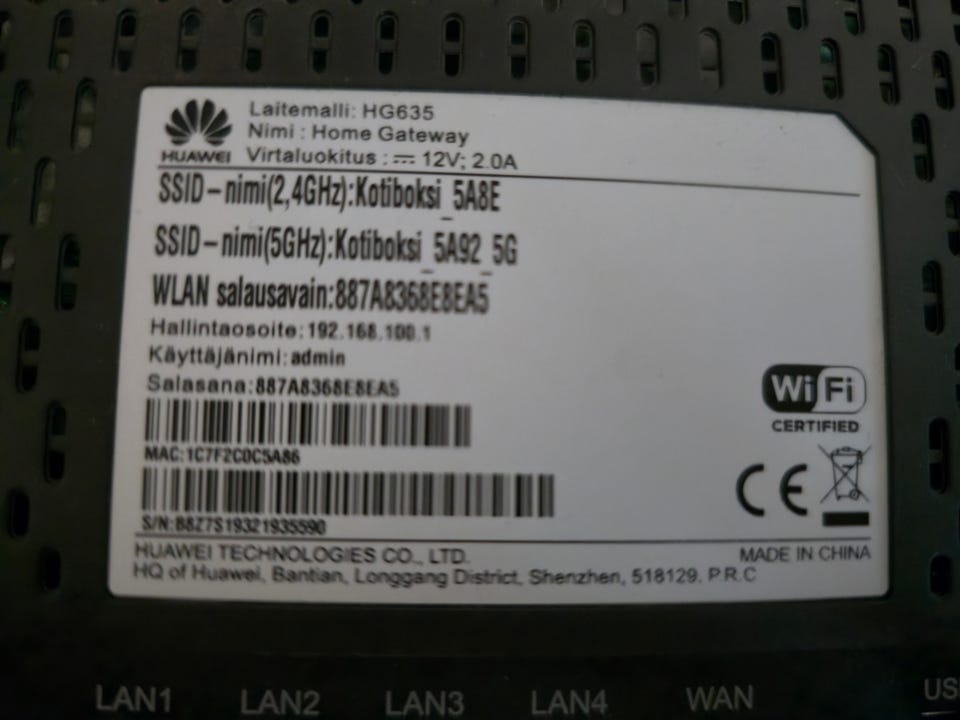 Laitemalli: HG635
Nimi : Home Gateway
HUAWEI Virtaluokitus : ⎓ 12V; 2.0A
SSID-nimi(2,4GHz):Kotiboksi_5A8E
SSID-nimi(5GHz):Kotiboksi_5A92_5G
WLAN salausavain:887A8368E8EA5
Hallintaosoite: 192.168.100.1
Käyttäjänimi: admin
Salasana:887A8368E8EA5
Wi Fi
CERTIFIED
MAC:1C7F2C0C5A86
CE
S/N:B8Z7S19321935590
HUAWEI TECHNOLOGIES CO., LTD. MADE IN CHINA
HQ of Huawei, Bantian, Longgang District, Shenzhen, 518129. P.R.C
LAN1 LAN2 LAN3 LAN4 WAN US